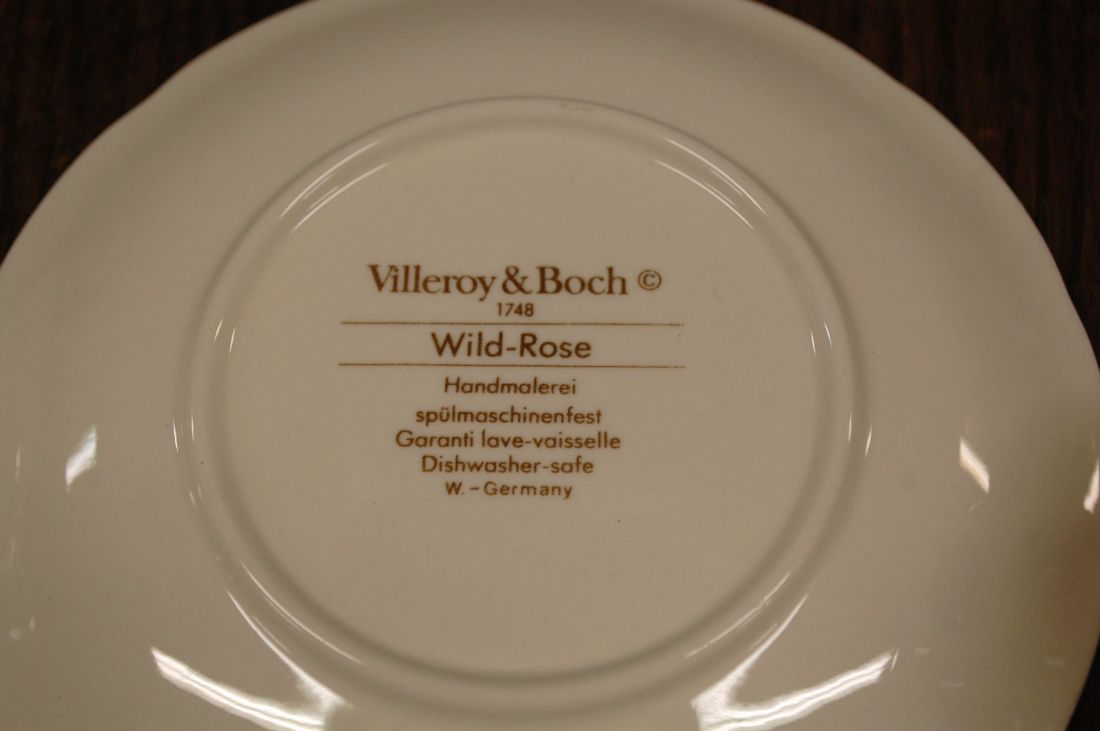 Villeroy & Boch ©
1748
Wild-Rose
Handmalerei
spülmaschinenfest
Garanti lave-vaisselle
Dishwasher-safe
W.-Germany